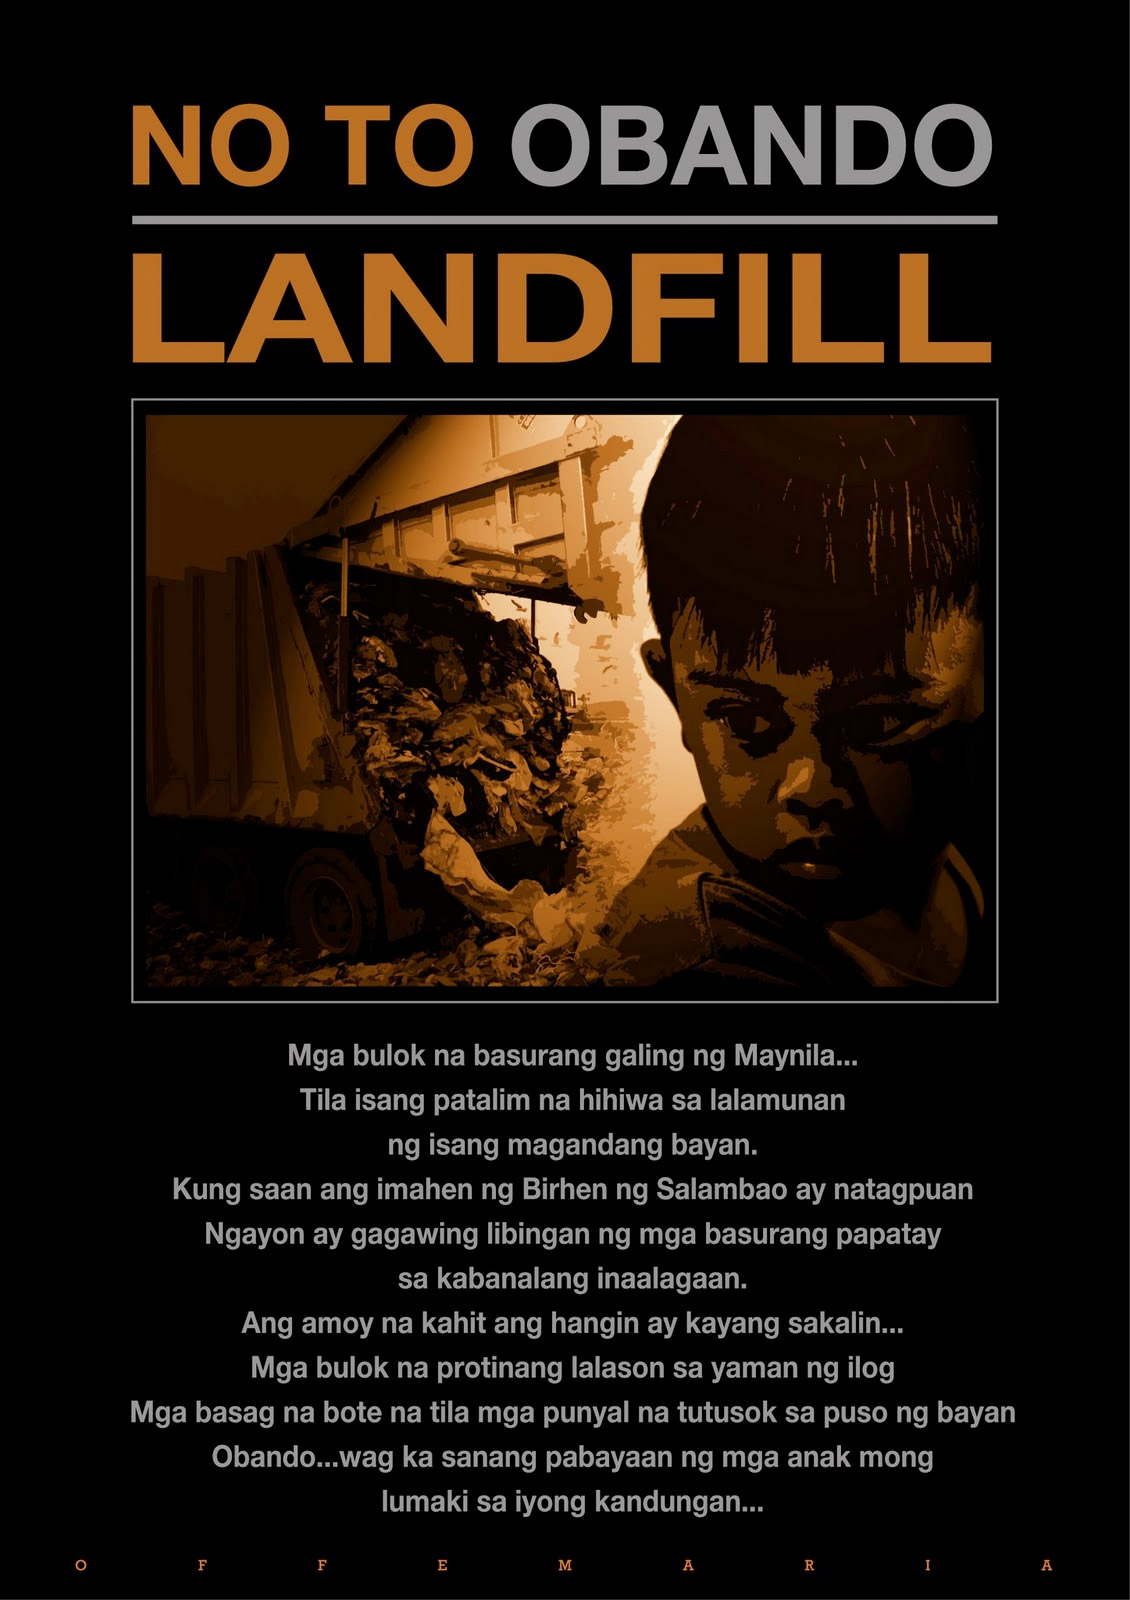 NO TO OBANDO
LANDFILL
Mga bulok na basurang galing ng Maynila...
Tila isang patalim na hihiwa sa lalamunan
ng isang magandang bayan.
Kung saan ang imahen ng Birhen ng Salambao ay natagpuan
Ngayon ay gagawing libingan ng mga basurang papatay
sa kabanalang inaalagaan.
Ang amoy na kahit ang hangin ay kayang sakalin...
Mga bulok na protinang lalason sa yaman ng ilog
Mga basag na bote na tila mga punyal na tutusok sa puso ng bayan
Obando...wag ka sanang pabayaan ng mga anak mong
lumaki sa iyong kandungan...
O F F E M A R I A